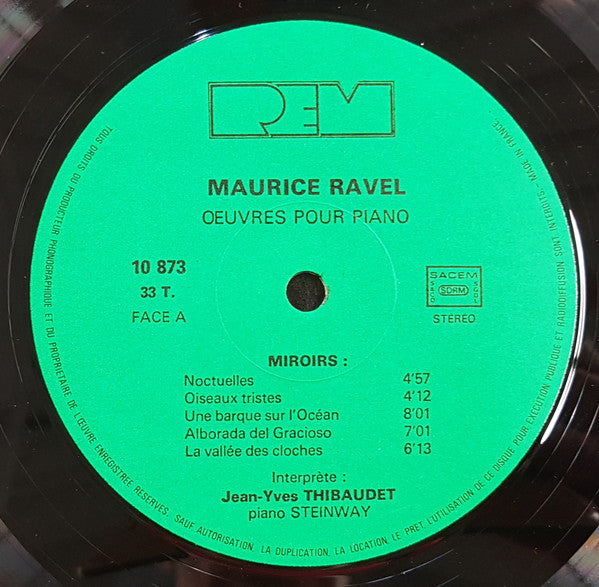 REM
MAURICE RAVEL
OEUVRES POUR PIANO
10 873
33 T.
FACE A
SACEM
SACD
SDRM
SGDL
STÉRÉO
MIROIRS :
Noctuelles 4'57
Oiseaux tristes 4'12
Une barque sur l'Océan 8'01
Alborada del Gracioso 7'01
La vallée des cloches 6'13
Interprète :
Jean-Yves THIBAUDET
piano STEINWAY
TOUS DROITS DU PRODUCTEUR PHONOGRAPHIQUE ET DU PROPRIETAIRE DE L'ŒUVRE ENREGISTREE RESERVES. SAUF AUTORISATION, LA DUPLICATION, LA LOCATION, LE PRET, L'UTILISATION DE CE DISQUE POUR EXECUTION PUBLIQUE ET RADIODIFFUSION SONT INTERDITS - MADE IN FRANCE